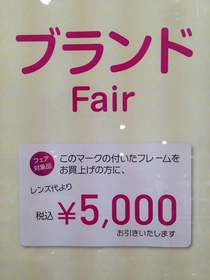 ブランド
Fair
フェア
対象品
このマークの付いたフレームを
お買上げの方に、
レンズ代より
税込 ¥5,000
お引きいたします